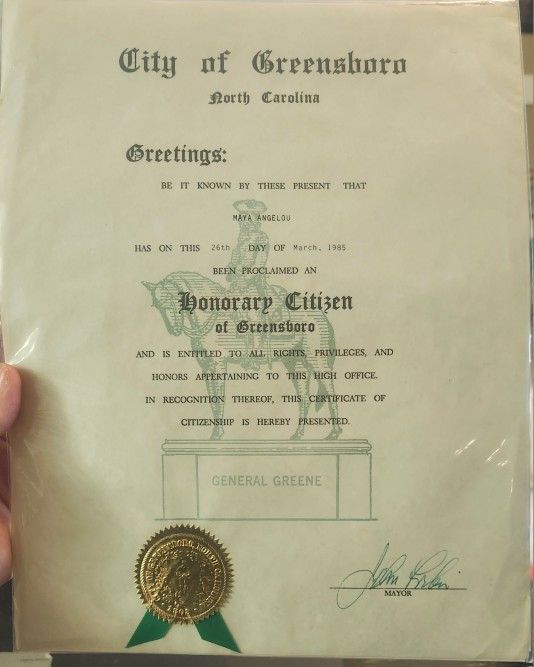 City of Greensboro
North Carolina
Greetings:
BE IT KNOWN BY THESE PRESENT THAT
MAYA ANGELOU
HAS ON THIS 26th DAY OF March, 1985
BEEN PROCLAIMED AN
Honorary Citizen
of Greensboro
AND IS ENTITLED TO ALL RIGHTS, PRIVILEGES, AND
HONORS APPERTAINING TO THIS HIGH OFFICE.
IN RECOGNITION THEREOF, THIS CERTIFICATE OF
CITIZENSHIP IS HEREBY PRESENTED.
GENERAL GREENE
MAYOR